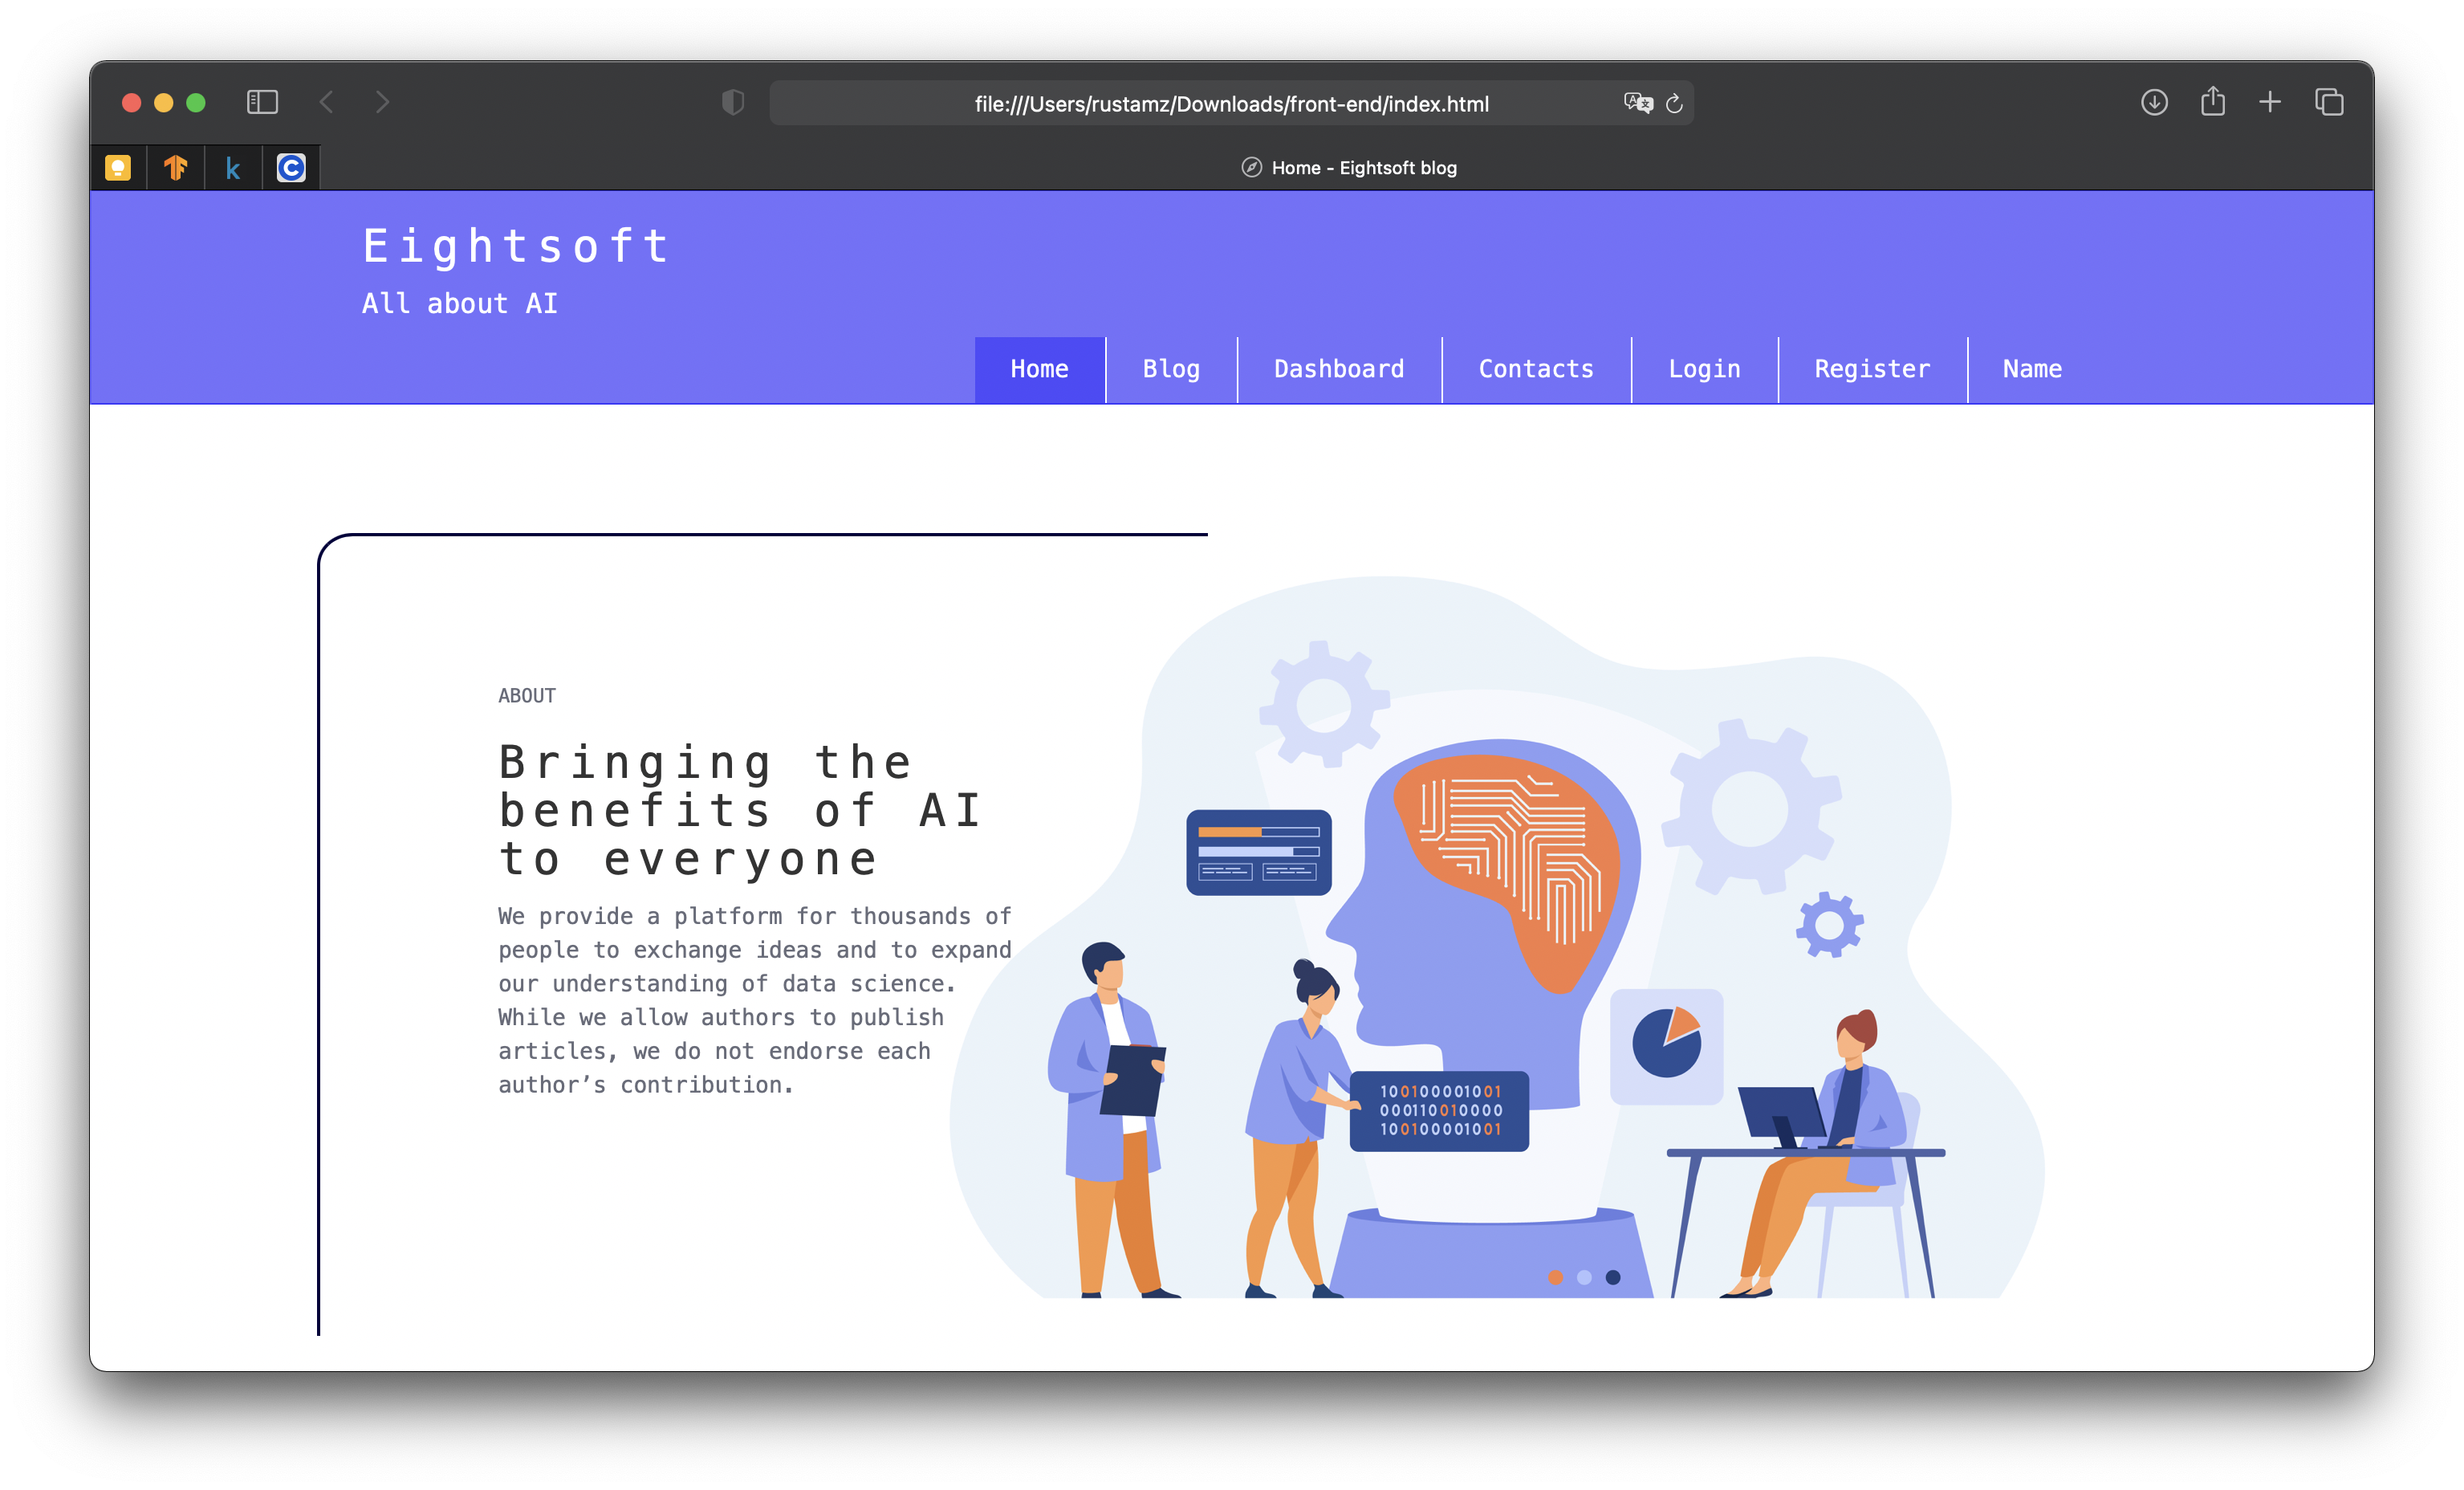 file:///Users/rustamz/Downloads/front-end/index.html
k
C
Home - Eightsoft blog
Eightsoft
All about AI
Home Blog Dashboard Contacts Login Register Name
ABOUT
Bringing the
benefits of AI
to everyone
We provide a platform for thousands of
people to exchange ideas and to expand
our understanding of data science.
While we allow authors to publish
articles, we do not endorse each
author’s contribution.
100100001001
000110010000
100100001001